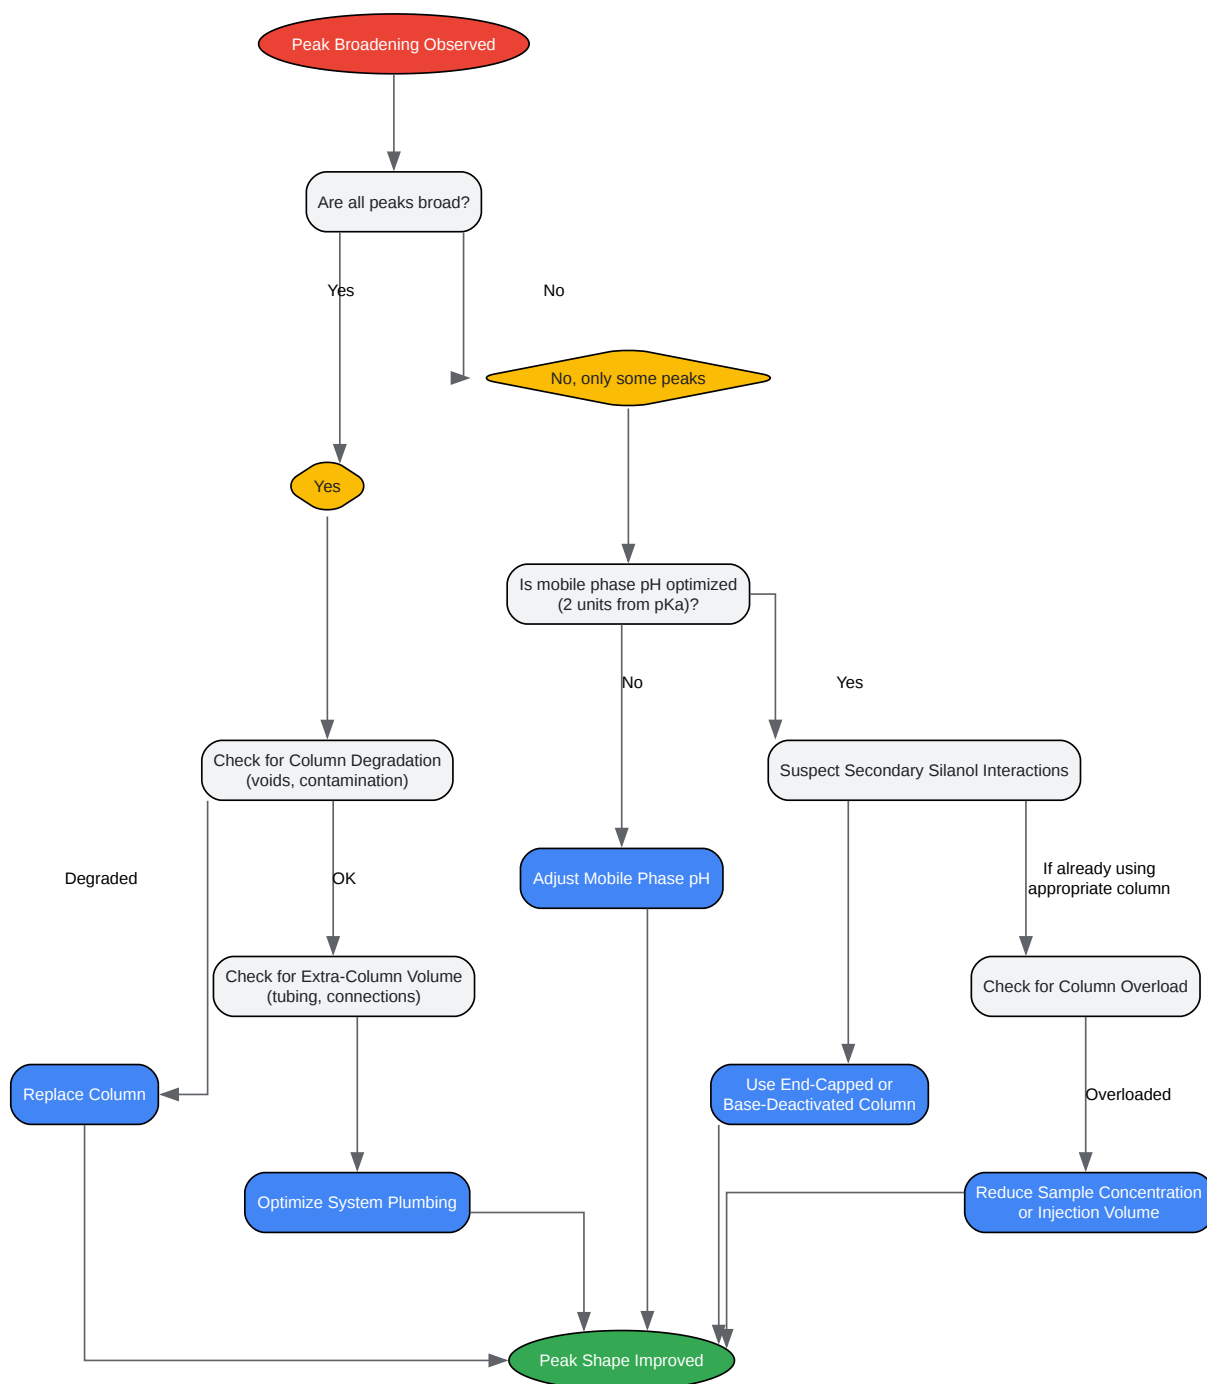 Peak Broadening Observed
Are all peaks broad?
Yes
No
No, only some peaks
Yes
Is mobile phase pH optimized
(2 units from pKa)?
No
Yes
Check for Column Degradation
(voids, contamination)
Suspect Secondary Silanol Interactions
Degraded
OK
Adjust Mobile Phase pH
If already using
appropriate column
Check for Extra-Column Volume
(tubing, connections)
Check for Column Overload
Replace Column
Use End-Capped or
Base-Deactivated Column
Overloaded
Optimize System Plumbing
Reduce Sample Concentration
or Injection Volume
Peak Shape Improved